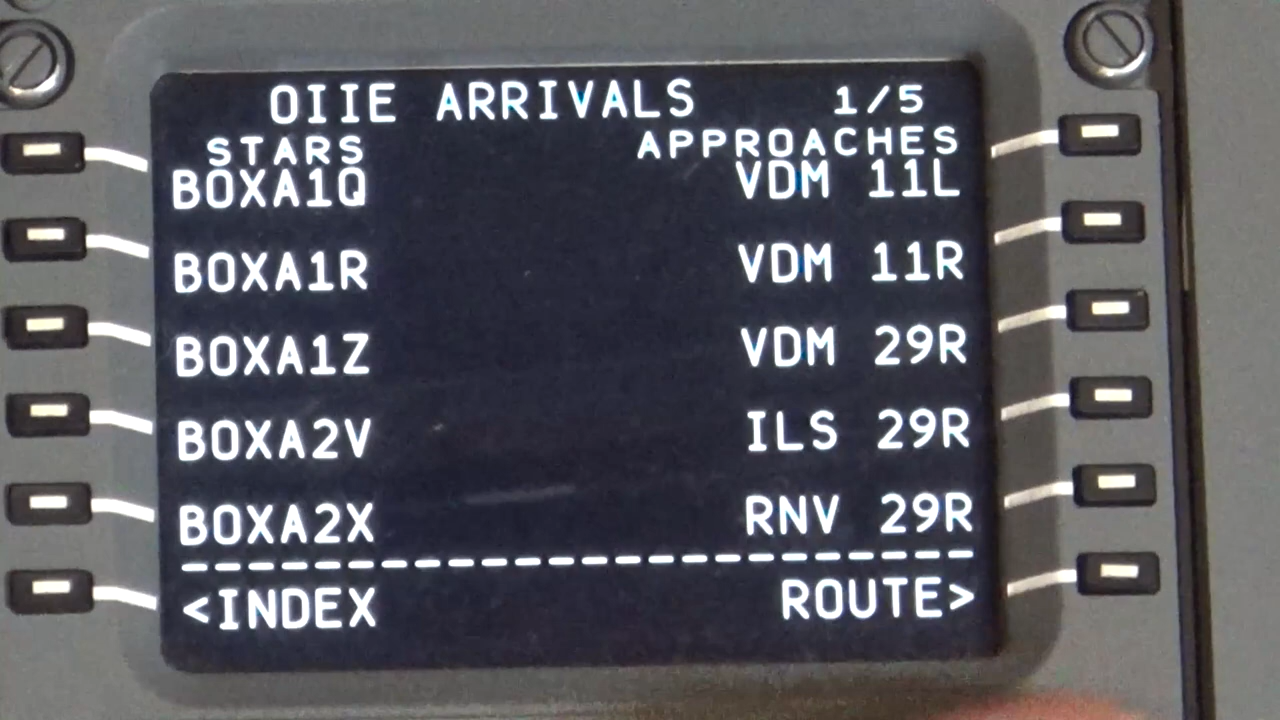 OIIE ARRIVALS 1/5
STARS APPROACHES
BOXA1Q VDM 11L
BOXA1R VDM 11R
BOXA1Z VDM 29R
BOXA2V ILS 29R
BOXA2X RNV 29R
------------------------
<INDEX ROUTE>